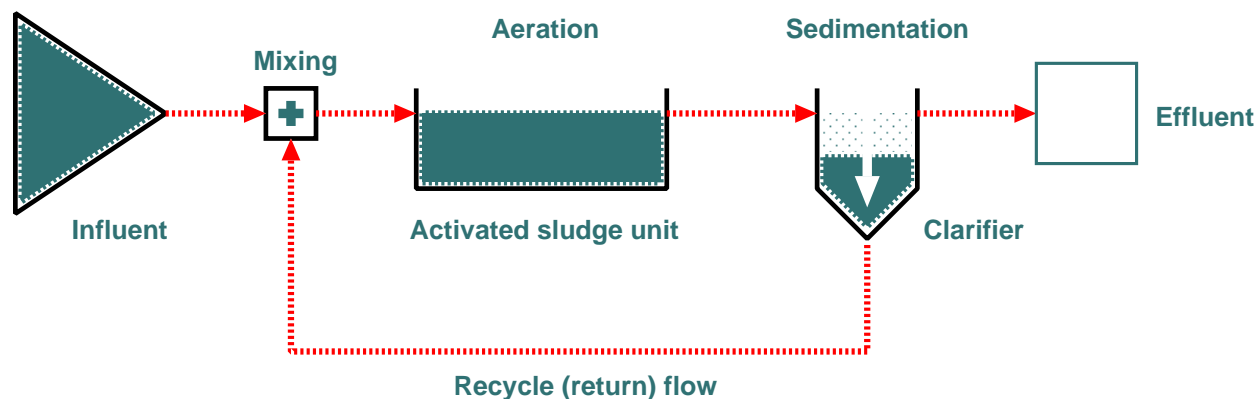 Aeration
Sedimentation
Mixing
Effluent
Influent
Activated sludge unit
Clarifier
Recycle (return) flow